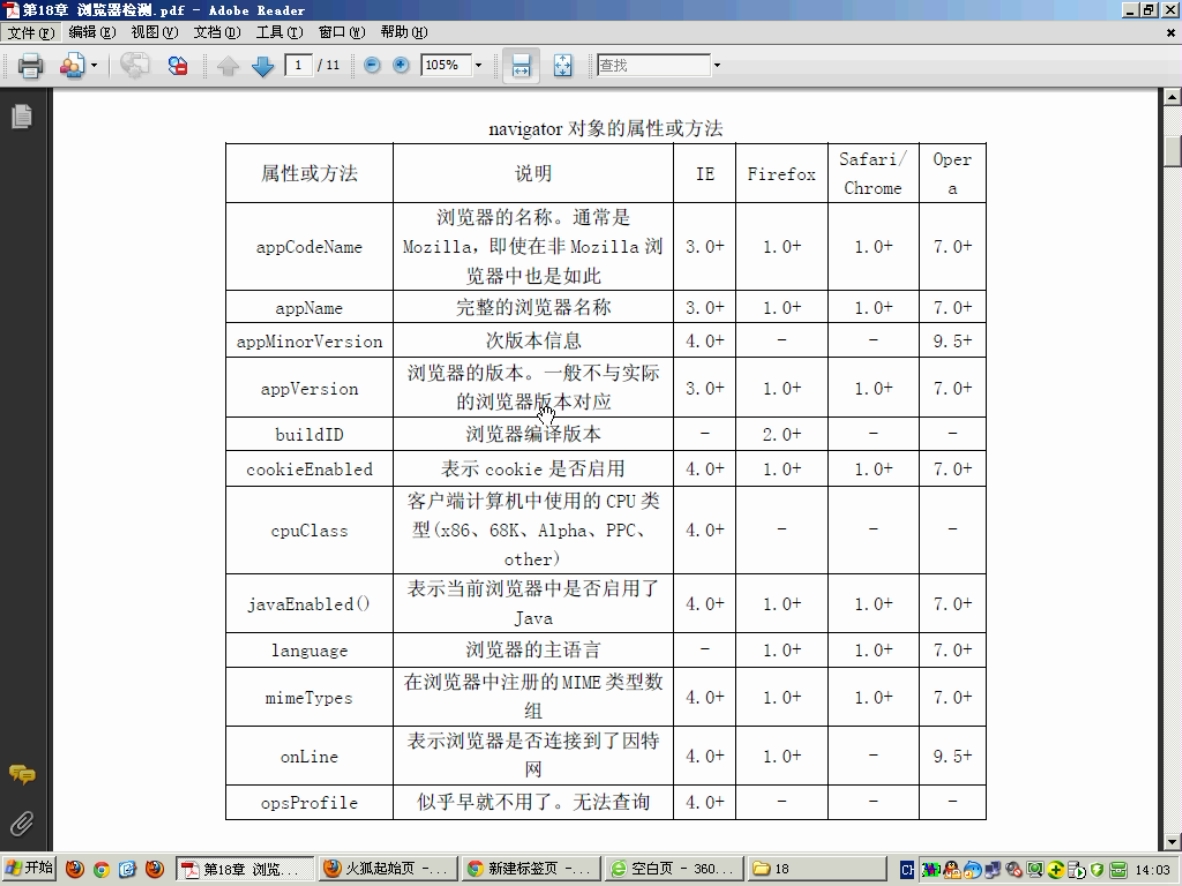 第18章 浏览器检测.pdf - Adobe Reader
文件(F) 编辑(E) 视图(V) 文档(D) 工具(T) 窗口(W) 帮助(H)
1 / 11 105% 查找
navigator 对象的属性或方法
属性或方法 说明 IE Firefox Safari/
Chrome Oper
a
appCodeName 浏览器的名称。通常是
Mozilla，即使在非 Mozilla 浏
览器中也是如此 3.0+ 1.0+ 1.0+ 7.0+
appName 完整的浏览器名称 3.0+ 1.0+ 1.0+ 7.0+
appMinorVersion 次版本信息 4.0+ - - 9.5+
appVersion 浏览器的版本。一般不与实际
的浏览器版本对应 3.0+ 1.0+ 1.0+ 7.0+
buildID 浏览器编译版本 - 2.0+ - -
cookieEnabled 表示 cookie 是否启用 4.0+ 1.0+ 1.0+ 7.0+
cpuClass 客户端计算机中使用的 CPU 类
型(x86、68K、Alpha、PPC、
other) 4.0+ - - -
javaEnabled() 表示当前浏览器中是否启用了
Java 4.0+ 1.0+ 1.0+ 7.0+
language 浏览器的主语言 - 1.0+ 1.0+ 7.0+
mimeTypes 在浏览器中注册的 MIME 类型数
组 4.0+ 1.0+ 1.0+ 7.0+
onLine 表示浏览器是否连接到了因特
网 4.0+ 1.0+ - 9.5+
opsProfile 似乎早就不用了。无法查询 4.0+ - - -
开始 第18章 浏览... 火狐起始页 -... 新建标签页 -... 空白页 - 360... 18 CH 14:03